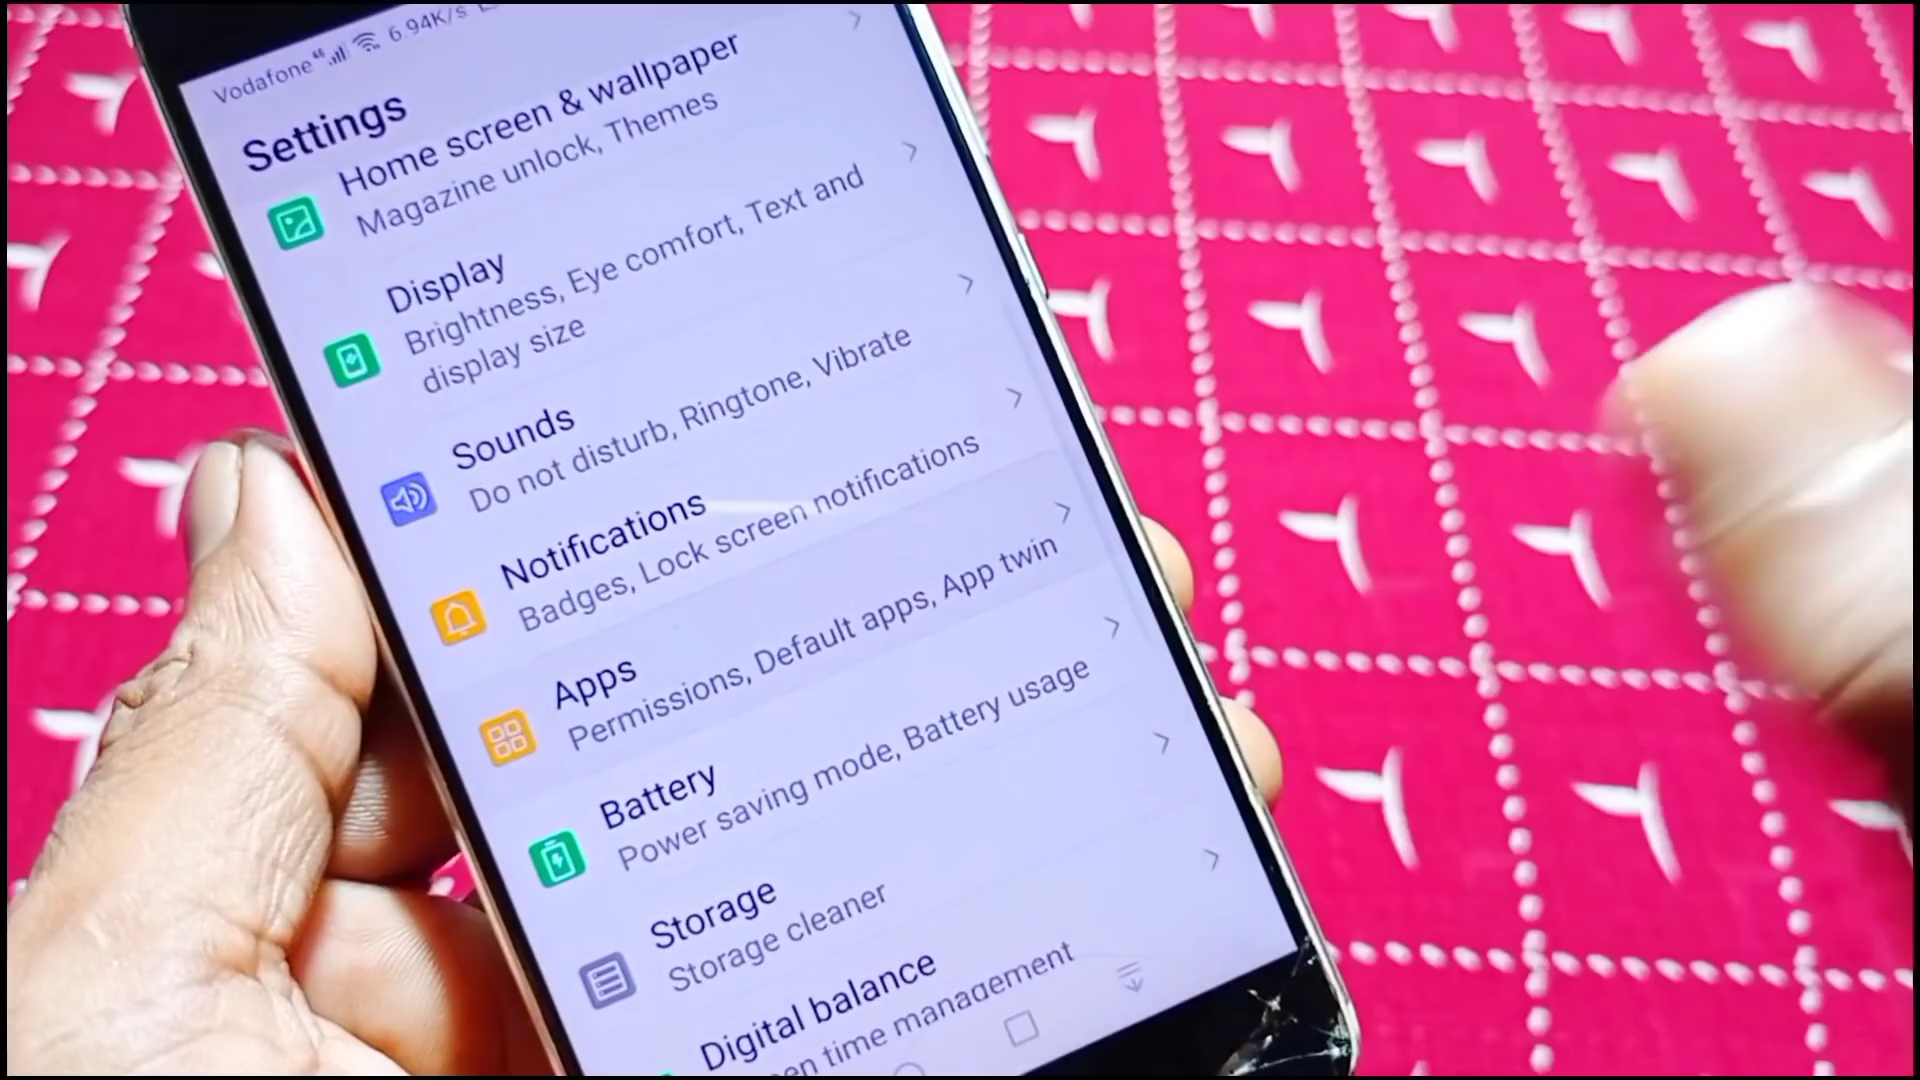 Vodafone 4G 6.94K/s
Settings
Home screen & wallpaper
Magazine unlock, Themes
Display
Brightness, Eye comfort, Text and
display size
Sounds
Do not disturb, Ringtone, Vibrate
Notifications
Badges, Lock screen notifications
Apps
Permissions, Default apps, App twin
Battery
Power saving mode, Battery usage
Storage
Storage cleaner
Digital balance
time management